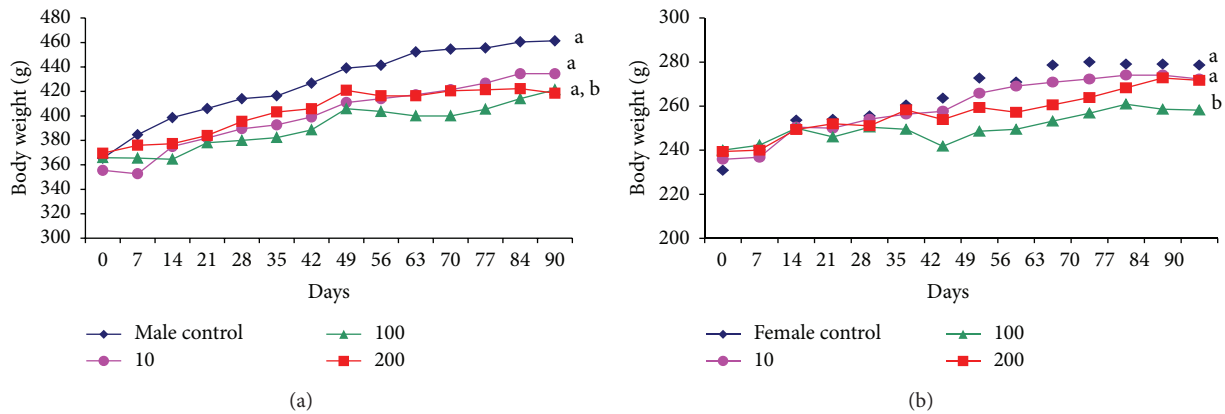 480
460
440
420
400
380
360
340
320
300
Body weight (g)
a
a
a, b
0 7 14 21 28 35 42 49 56 63 70 77 84 90
Days
Male control
100
10
200
(a)
300
280
260
240
220
200
Body weight (g)
a
a
b
0 7 14 21 28 35 42 49 56 63 70 77 84 90
Days
Female control
100
10
200
(b)